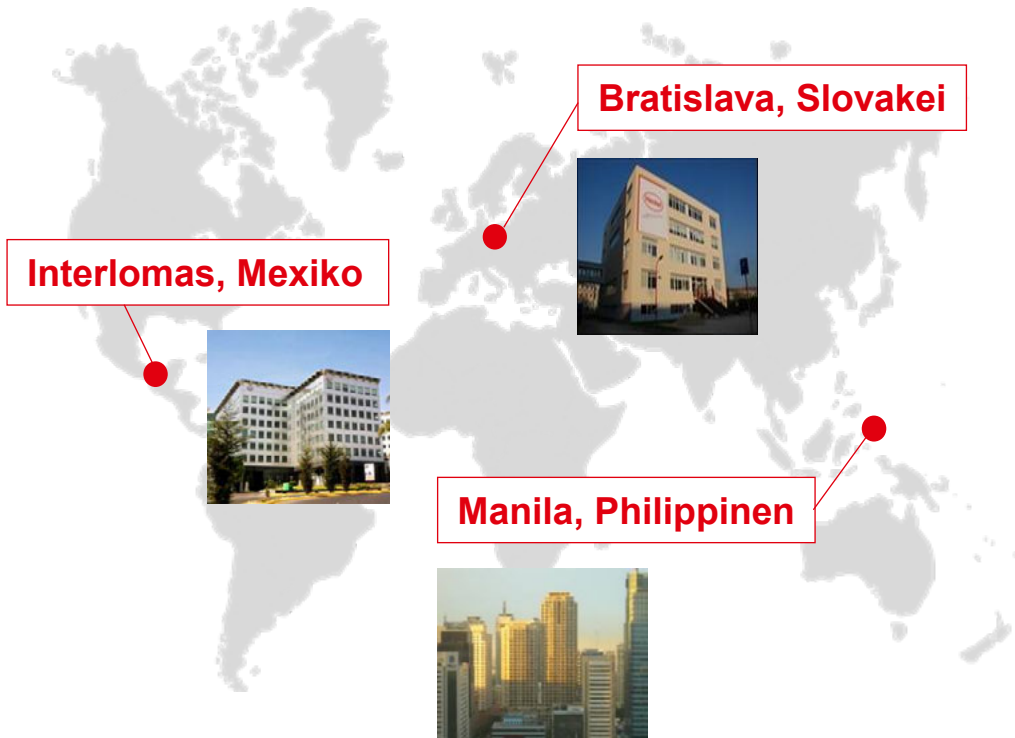 Bratislava, Slovakei
Interlomas, Mexiko
Manila, Philippinen